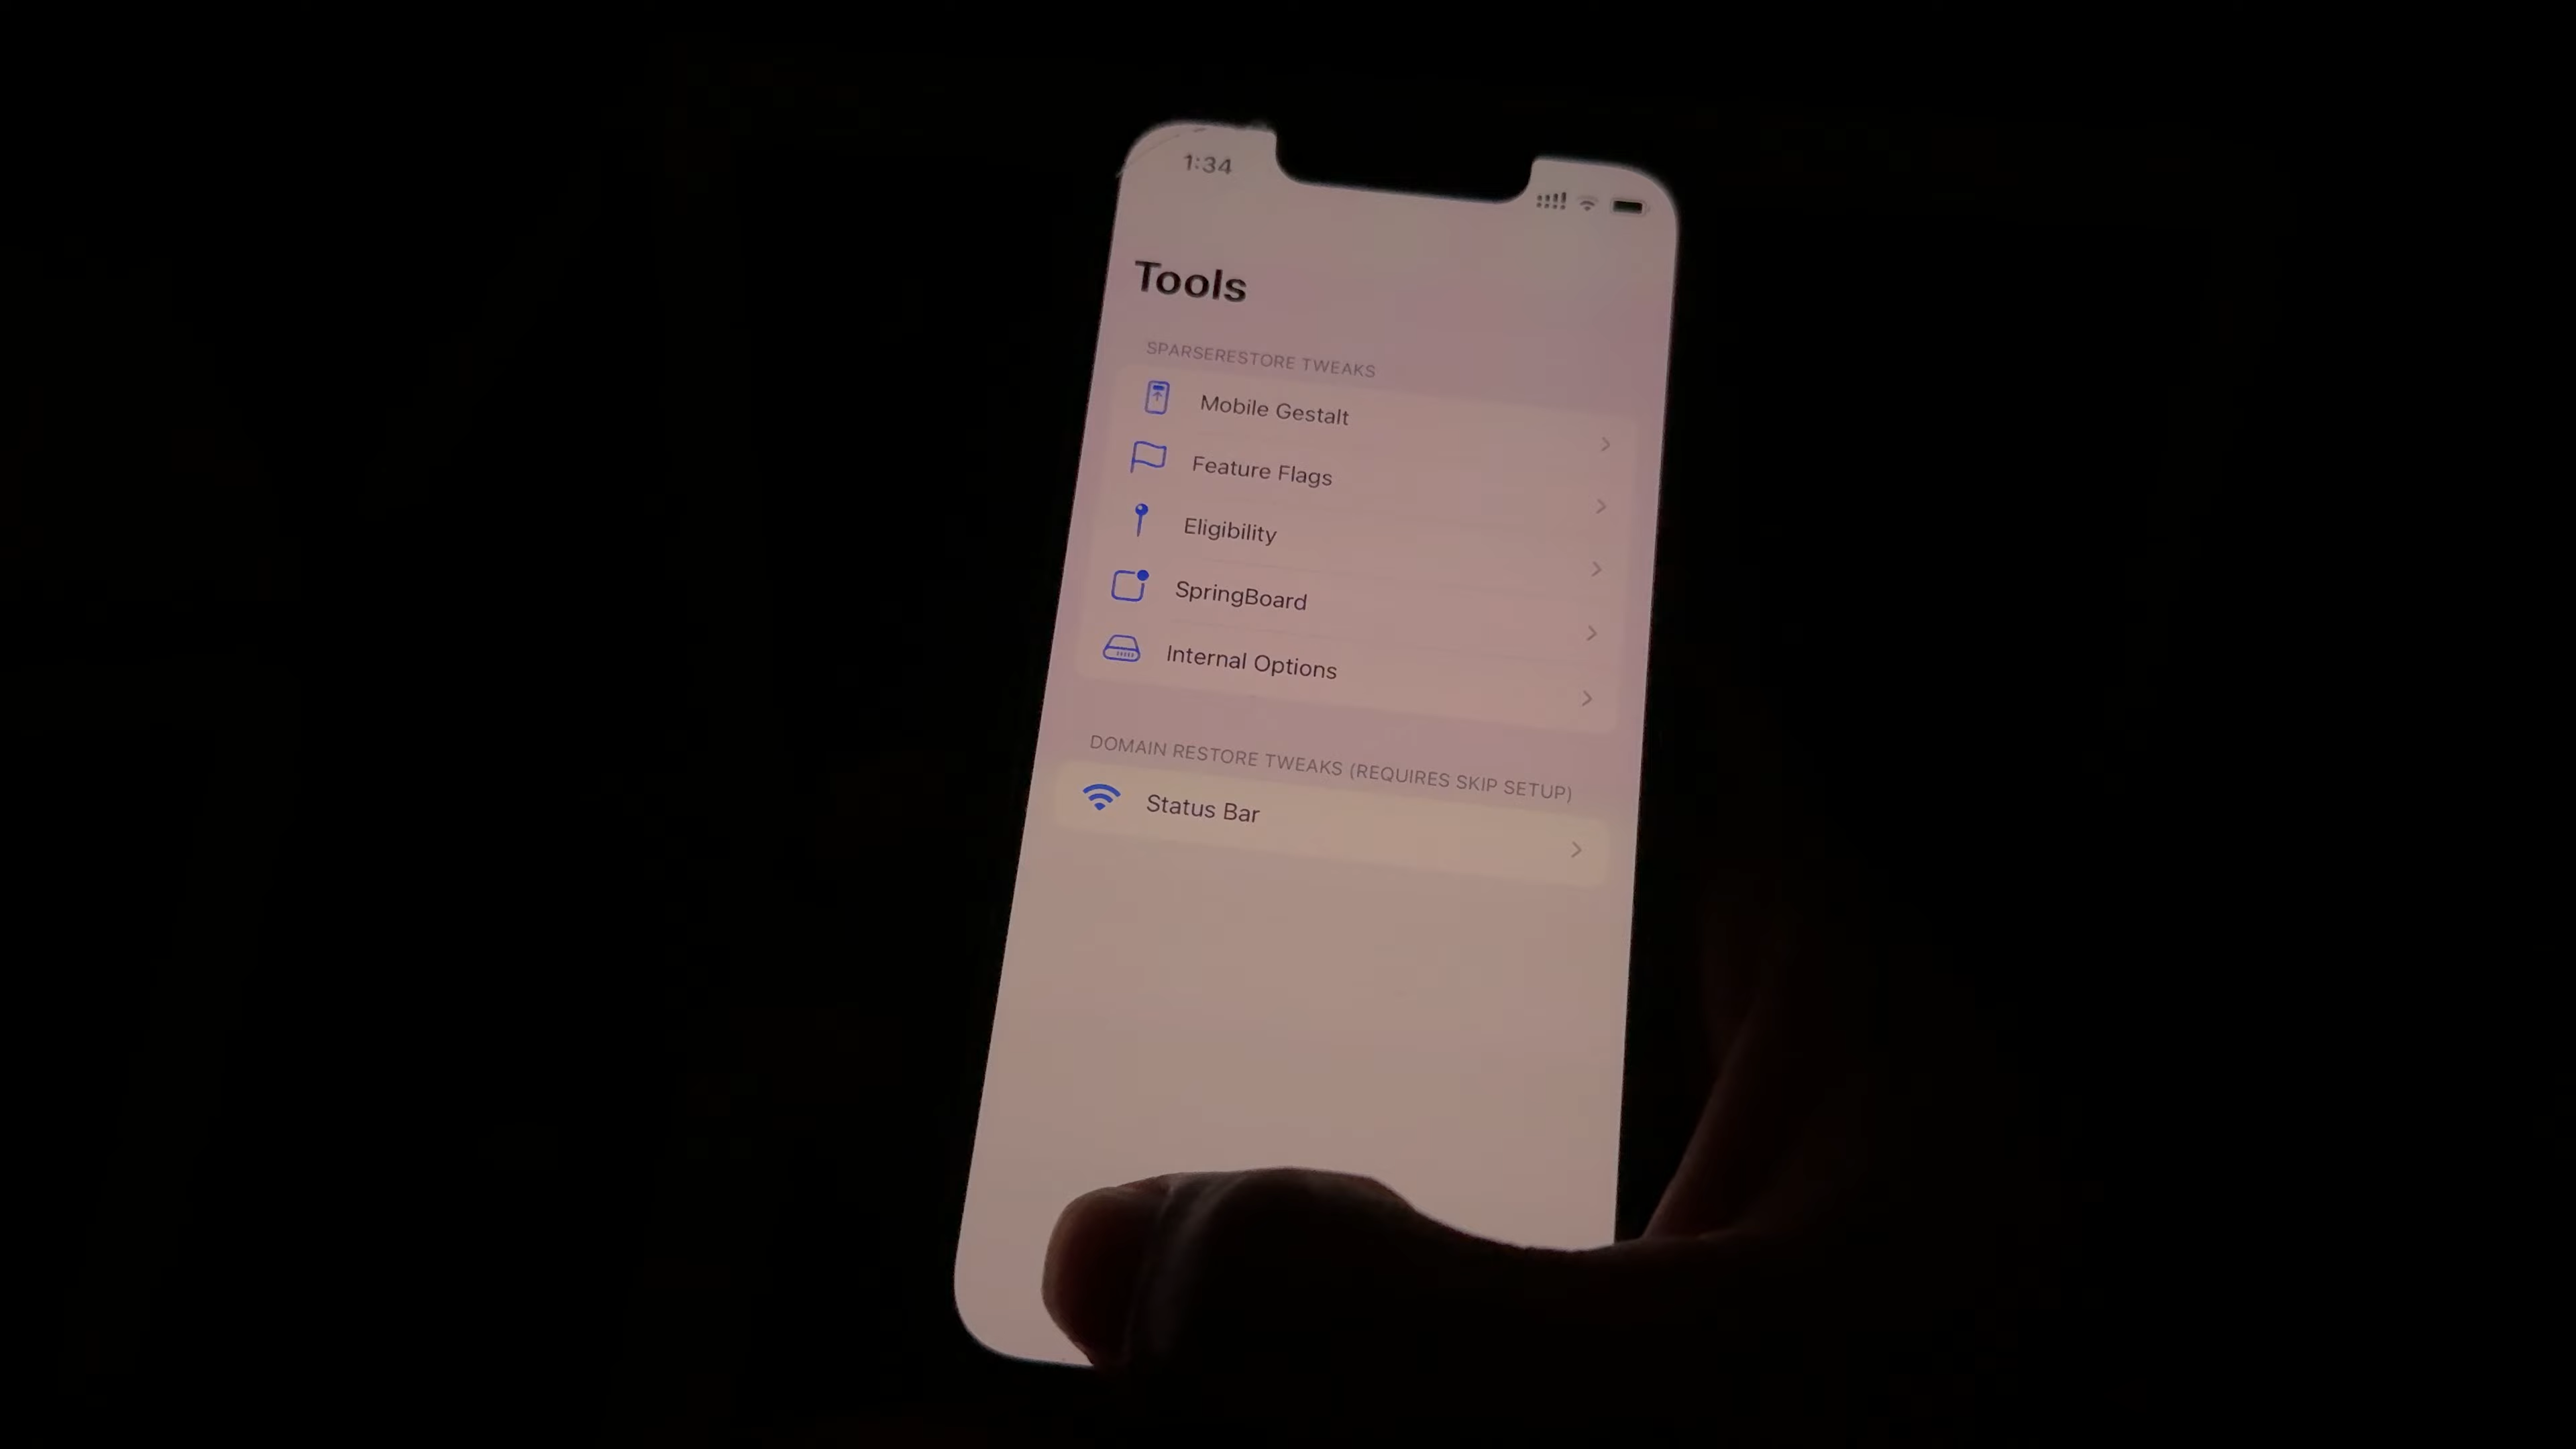 1:34
Tools
SPARSERESTORE TWEAKS
Mobile Gestalt
Feature Flags
Eligibility
SpringBoard
Internal Options
DOMAIN RESTORE TWEAKS (REQUIRES SKIP SETUP)
Status Bar